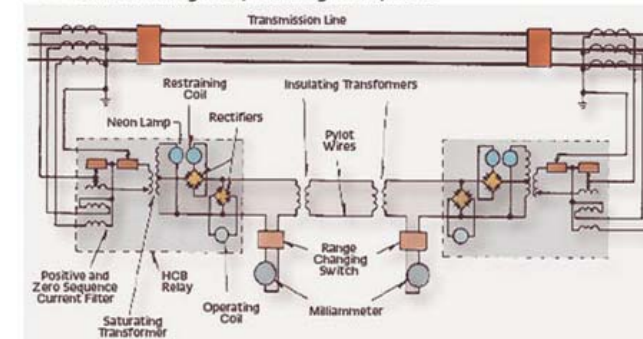 Transmission Line
Restraining
Coil
Insulating Transformers
Neon Lamp
Rectifiers
Pylot
Wires
Positive and
Zero Sequence
Current Filter
HCB
Relay
Saturating
Transformer
Operating
Coil
Range
Changing
Switch
Milliammeter